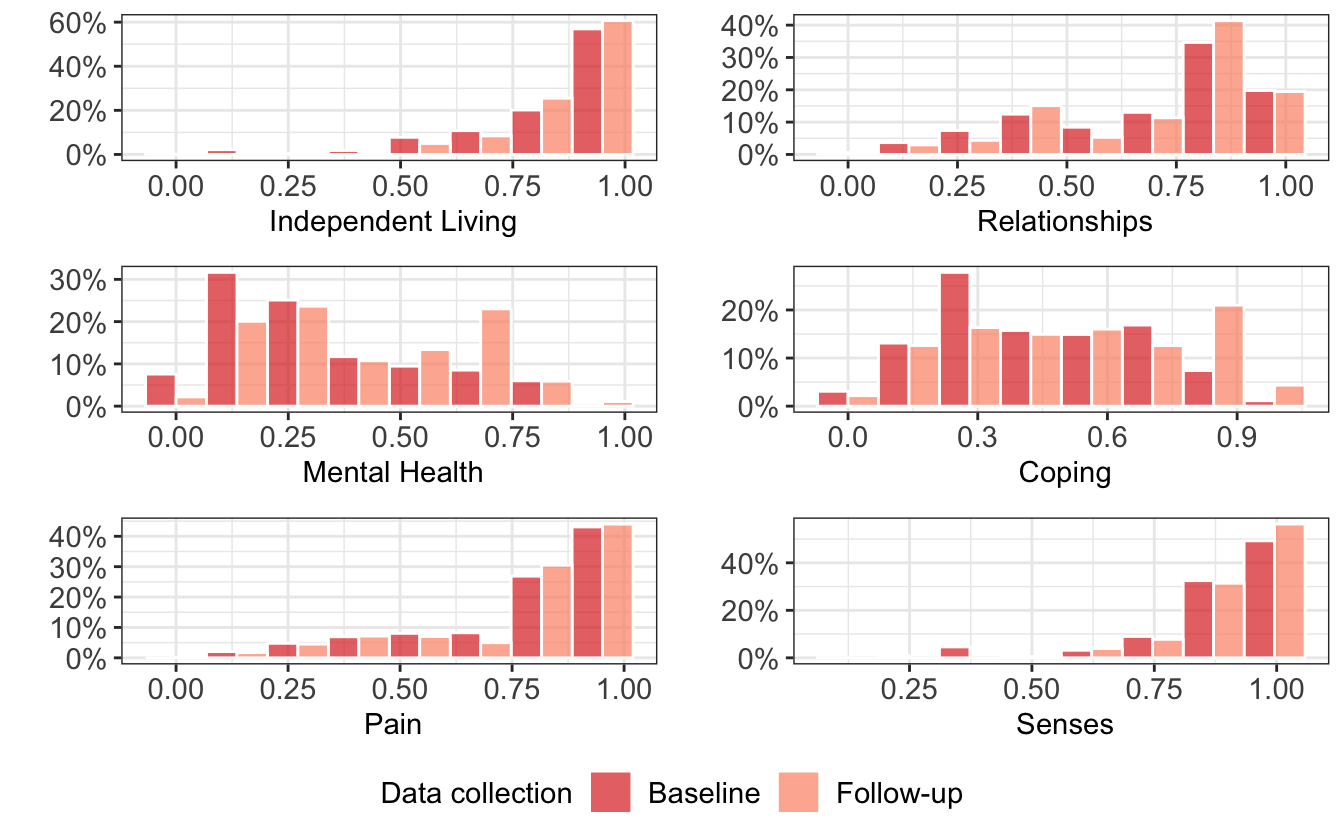 60%
40%
20%
0%
0.00 0.25 0.50 0.75 1.00
Independent Living
40%
30%
20%
10%
0%
0.00 0.25 0.50 0.75 1.00
Relationships
30%
20%
10%
0%
0.00 0.25 0.50 0.75 1.00
Mental Health
20%
10%
0%
0.0 0.3 0.6 0.9
Coping
40%
30%
20%
10%
0%
0.00 0.25 0.50 0.75 1.00
Pain
40%
20%
0%
0.25 0.50 0.75 1.00
Senses
Data collection Baseline Follow-up